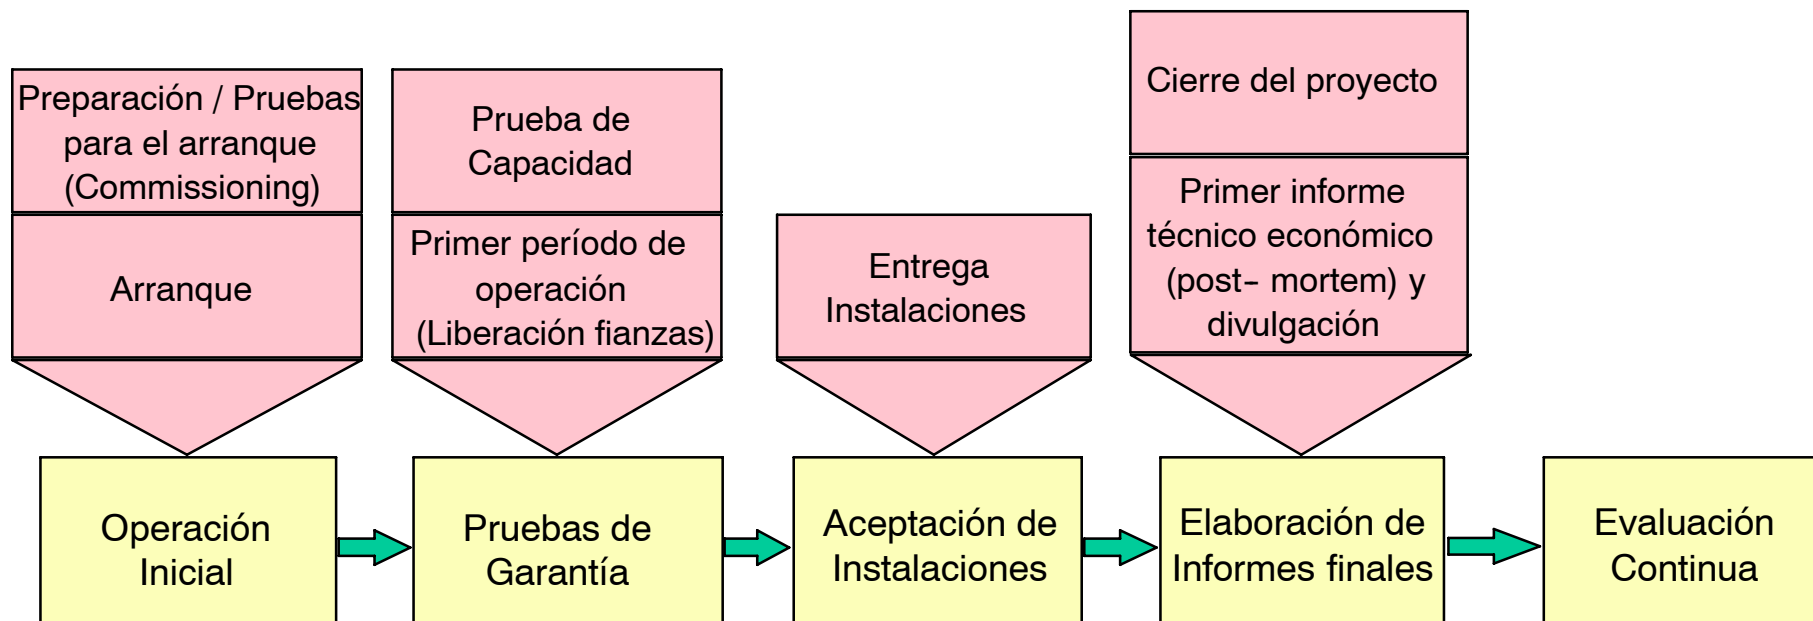 Preparación / Pruebas
para el arranque
(Commissioning)
Arranque
Prueba de
Capacidad
Primer período de
operación
(Liberación fianzas)
Entrega
Instalaciones
Cierre del proyecto
Primer informe
técnico económico
(post- mortem) y
divulgación
Operación
Inicial
Pruebas de
Garantía
Aceptación de
Instalaciones
Elaboración de
Informes finales
Evaluación
Continua